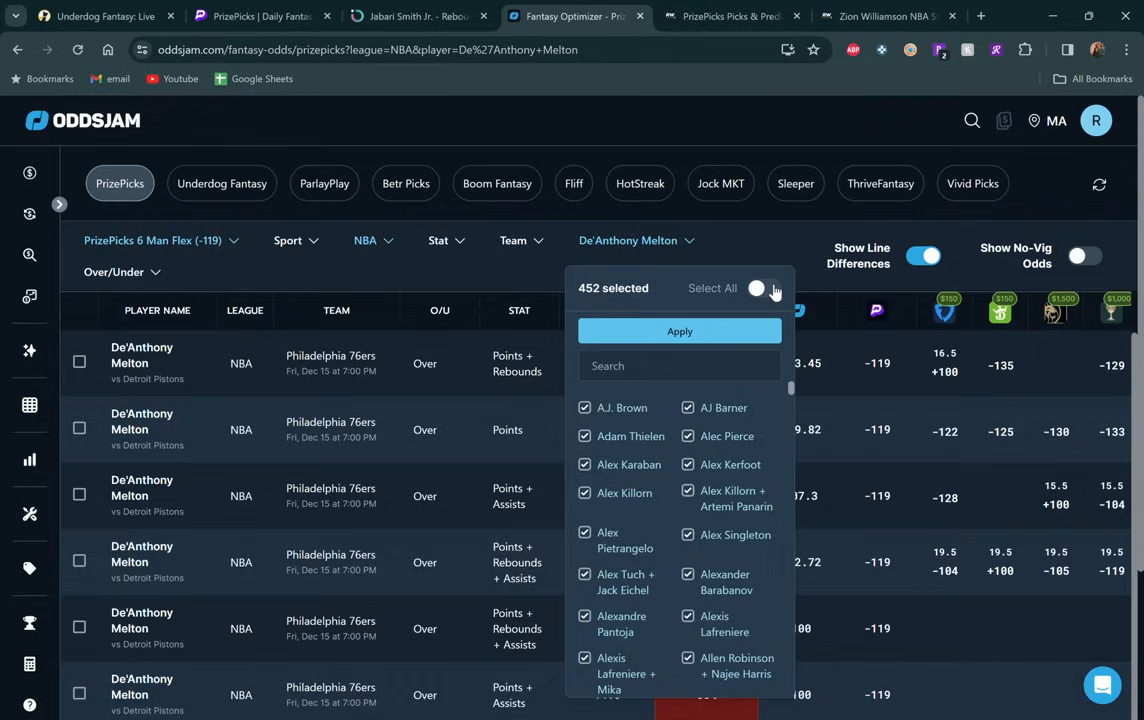 Underdog Fantasy: Live
PrizePicks | Daily Fantas
Jabari Smith Jr. - Rebou
Fantasy Optimizer - Priz
PrizePicks Picks & Pred
Zion Williamson NBA S
oddsjam.com/fantasy-odds/prizepicks?league=NBA&player=De%27Anthony+Melton
ABP
2
Bookmarks
email
Youtube
Google Sheets
All Bookmarks
ODDSJAM
MA
R
PrizePicks
Underdog Fantasy
ParlayPlay
Betr Picks
Boom Fantasy
Fliff
HotStreak
Jock MKT
Sleeper
ThriveFantasy
Vivid Picks
PrizePicks 6 Man Flex (-119)
Sport
NBA
Stat
Team
De'Anthony Melton
Over/Under
Show Line
Differences
Show No-Vig
Odds
452 selected
Select All
Apply
Search
A.J. Brown
AJ Barner
Adam Thielen
Alec Pierce
Alex Karaban
Alex Kerfoot
Alex Killorn
Alex Killorn +
Artemi Panarin
Alex
Pietrangelo
Alex Singleton
Alex Tuch +
Jack Eichel
Alexander
Barabanov
Alexandre
Pantoja
Alexis
Lafreniere
Alexis
Lafreniere +
Mika
Allen Robinson
+ Najee Harris
PLAYER NAME
LEAGUE
TEAM
O/U
STAT
$150
$150
$1,500
$1,000
De'Anthony
Melton
vs Detroit Pistons
NBA
Philadelphia 76ers
Fri, Dec 15 at 7:00 PM
Over
Points +
Rebounds
3.45
-119
16.5
+100
-135
-129
De'Anthony
Melton
vs Detroit Pistons
NBA
Philadelphia 76ers
Fri, Dec 15 at 7:00 PM
Over
Points
9.82
-119
-122
-125
-130
-133
De'Anthony
Melton
vs Detroit Pistons
NBA
Philadelphia 76ers
Fri, Dec 15 at 7:00 PM
Over
Points +
Assists
7.3
-119
-128
15.5
+100
15.5
-104
De'Anthony
Melton
vs Detroit Pistons
NBA
Philadelphia 76ers
Fri, Dec 15 at 7:00 PM
Over
Points +
Rebounds
+ Assists
2.72
-119
19.5
-104
19.5
+100
19.5
-105
19.5
-119
De'Anthony
Melton
vs Detroit Pistons
NBA
Philadelphia 76ers
Fri, Dec 15 at 7:00 PM
Over
Points +
Rebounds
+ Assists
00
-119
De'Anthony
Melton
vs Detroit Pistons
NBA
Philadelphia 76ers
Fri, Dec 15 at 7:00 PM
Over
Points +
Assists
00
-119